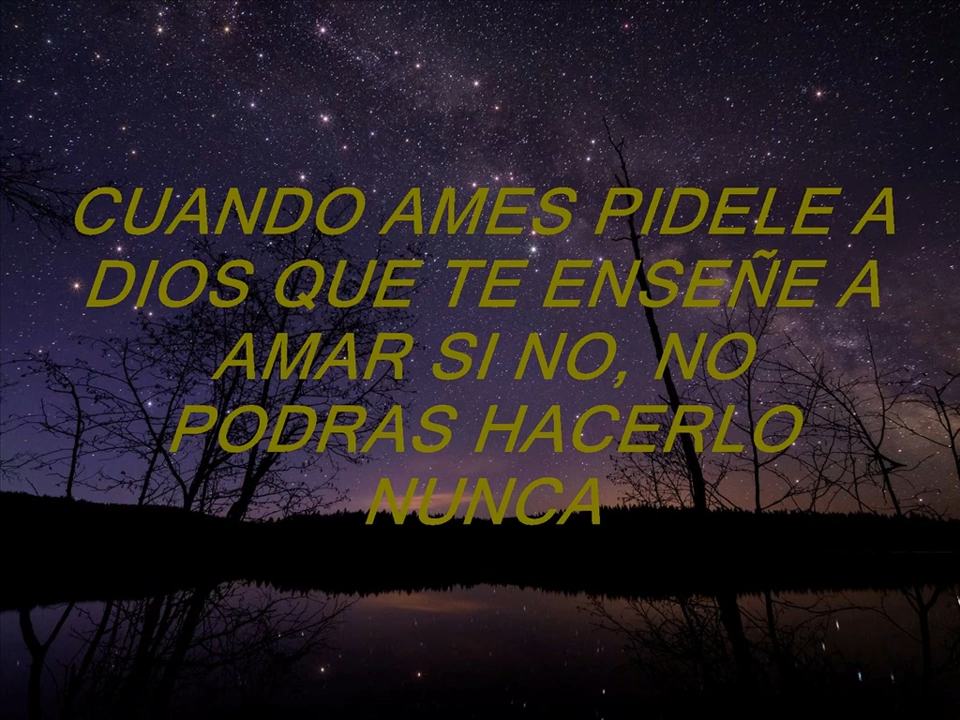 CUANDO AMES PIDELE A
DIOS QUE TE ENSEÑE A
AMAR SI NO, NO
PODRAS HACERLO
NUNCA